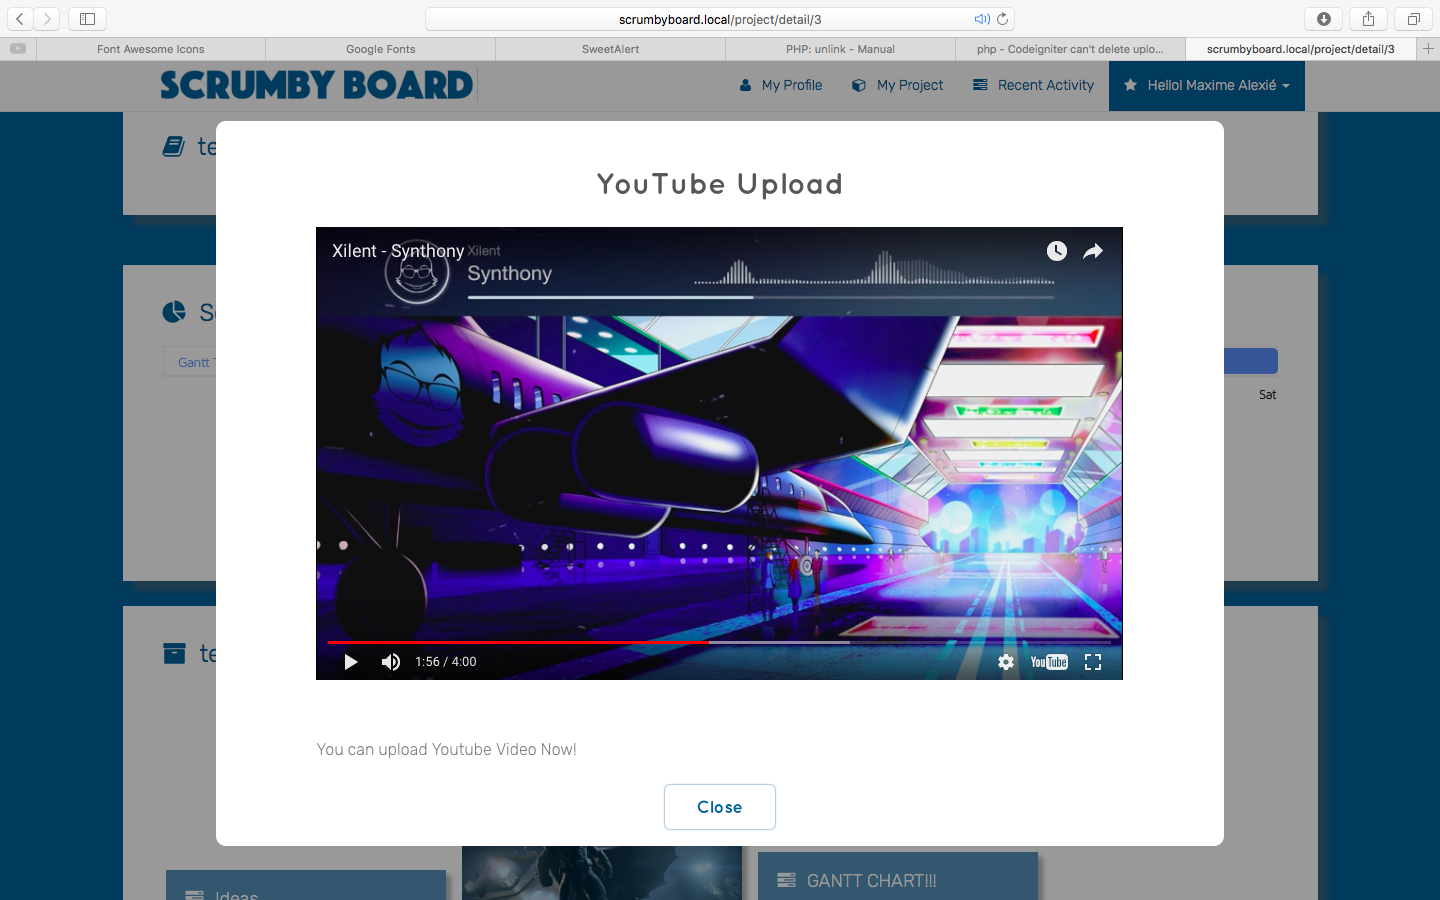 scrumbyboard.local/project/detail/3
Font Awesome Icons
Google Fonts
SweetAlert
PHP: unlink - Manual
php - Codeigniter can't delete uplo...
scrumbyboard.local/project/detail/3
SCRUMBY BOARD
My Profile
My Project
Recent Activity
Hello! Maxime Alexié
te
YouTube Upload
Xilent - Synthony
Xilent
Synthony
Sc
Gantt T
Sat
te
1:56 / 4:00
YouTube
You can upload Youtube Video Now!
Close
Ideas
GANTT CHART!!!